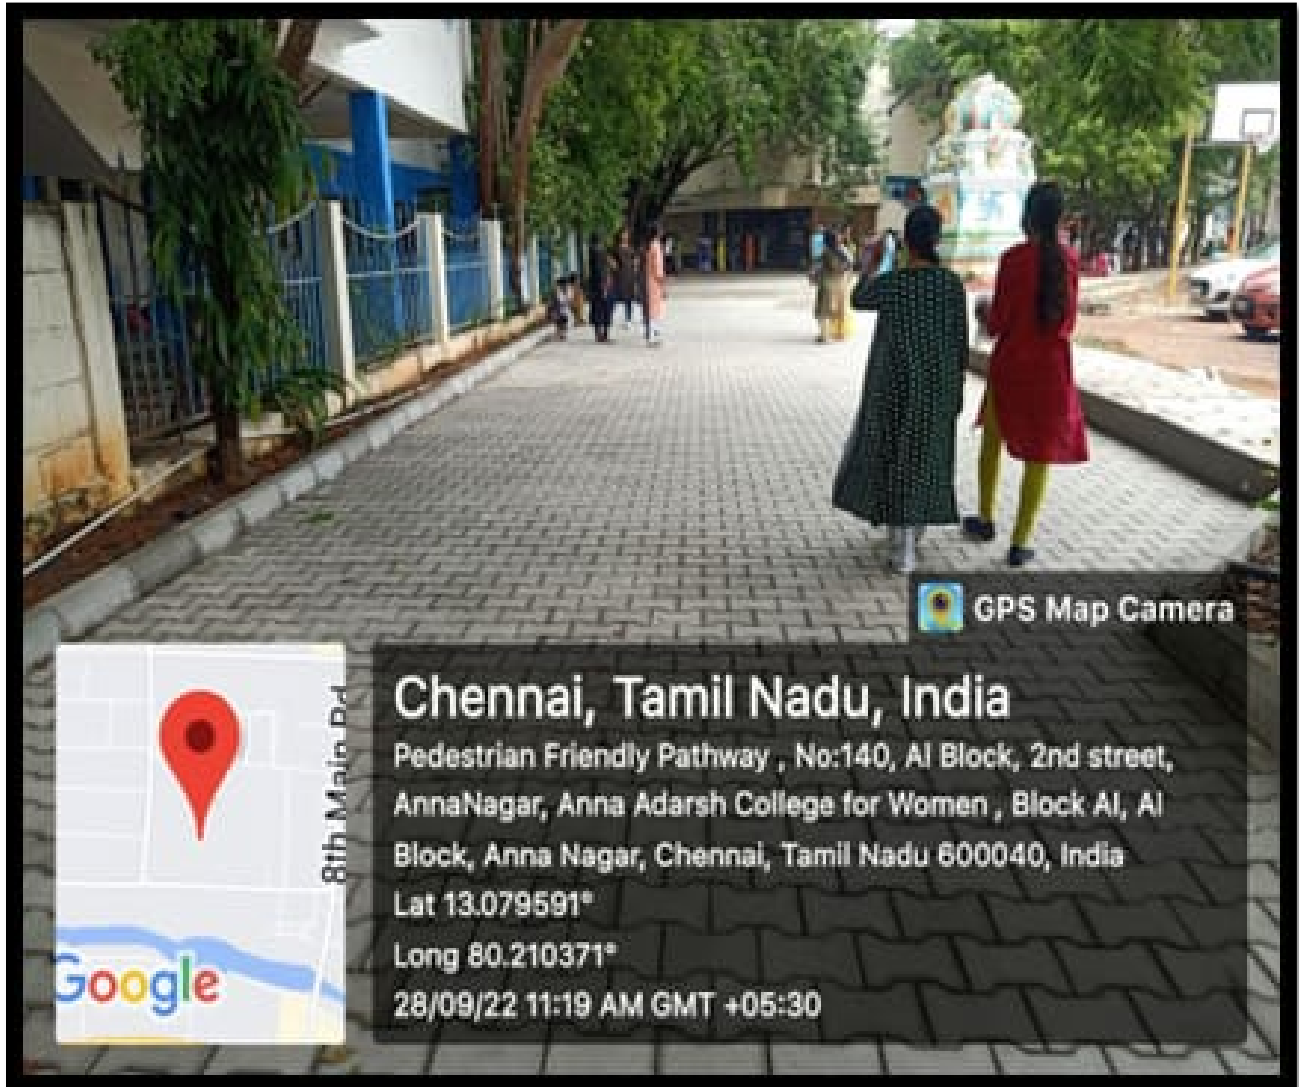 GPS Map Camera
Chennai, Tamil Nadu, India
Pedestrian Friendly Pathway , No:140, AI Block, 2nd street,
AnnaNagar, Anna Adarsh College for Women , Block AI, AI
Block, Anna Nagar, Chennai, Tamil Nadu 600040, India
Lat 13.079591°
Long 80.210371°
28/09/22 11:19 AM GMT +05:30
8th Main Rd
Google